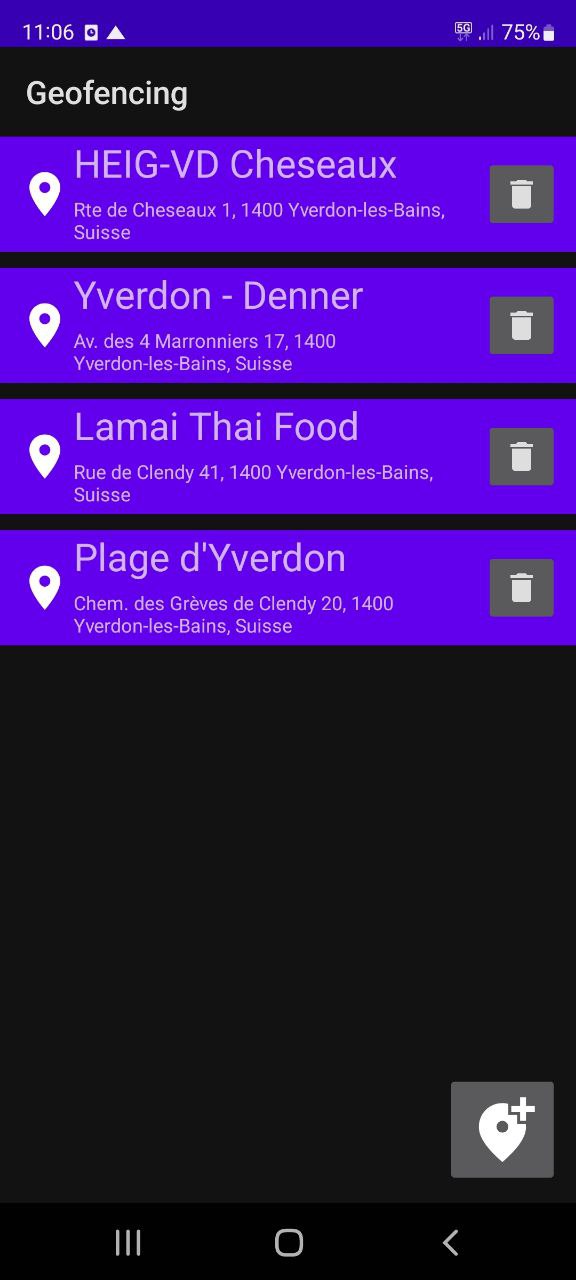 11:06 5G 75%
Geofencing
HEIG-VD Cheseaux
Rte de Cheseaux 1, 1400 Yverdon-les-Bains,
Suisse
Yverdon - Denner
Av. des 4 Marronniers 17, 1400
Yverdon-les-Bains, Suisse
Lamai Thai Food
Rue de Clendy 41, 1400 Yverdon-les-Bains,
Suisse
Plage d'Yverdon
Chem. des Grèves de Clendy 20, 1400
Yverdon-les-Bains, Suisse